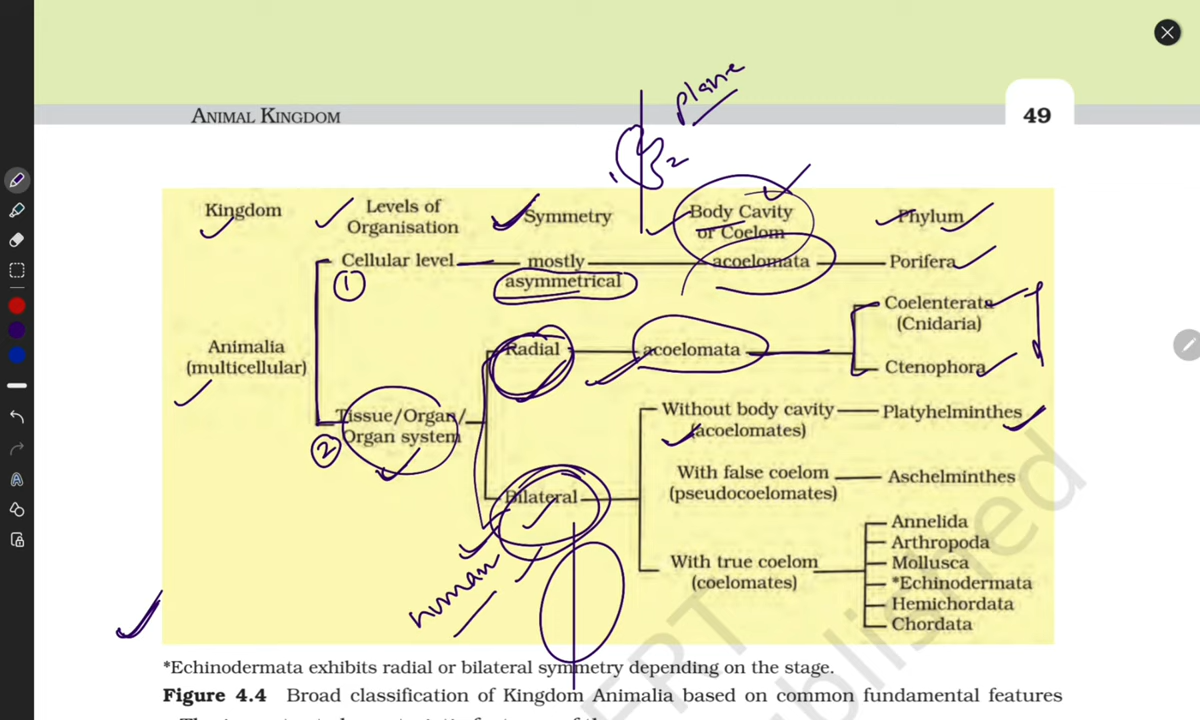 plane
ANIMAL KINGDOM 49
1 2
Kingdom Levels of Organisation Symmetry Body Cavity or Coelom Phylum
Cellular level mostly asymmetrical acoelomata Porifera
1
Animalia (multicellular)
Tissue/Organ/
Organ system
2
Radial acoelomata Coelenterata
(Cnidaria)
Ctenophora
Bilateral
human
Without body cavity Platyhelminthes
(acoelomates)
With false coelom Aschelminthes
(pseudocoelomates)
With true coelom
(coelomates)
Annelida
Arthropoda
Mollusca
*Echinodermata
Hemichordata
Chordata
*Echinodermata exhibits radial or bilateral symmetry depending on the stage.
Figure 4.4 Broad classification of Kingdom Animalia based on common fundamental features